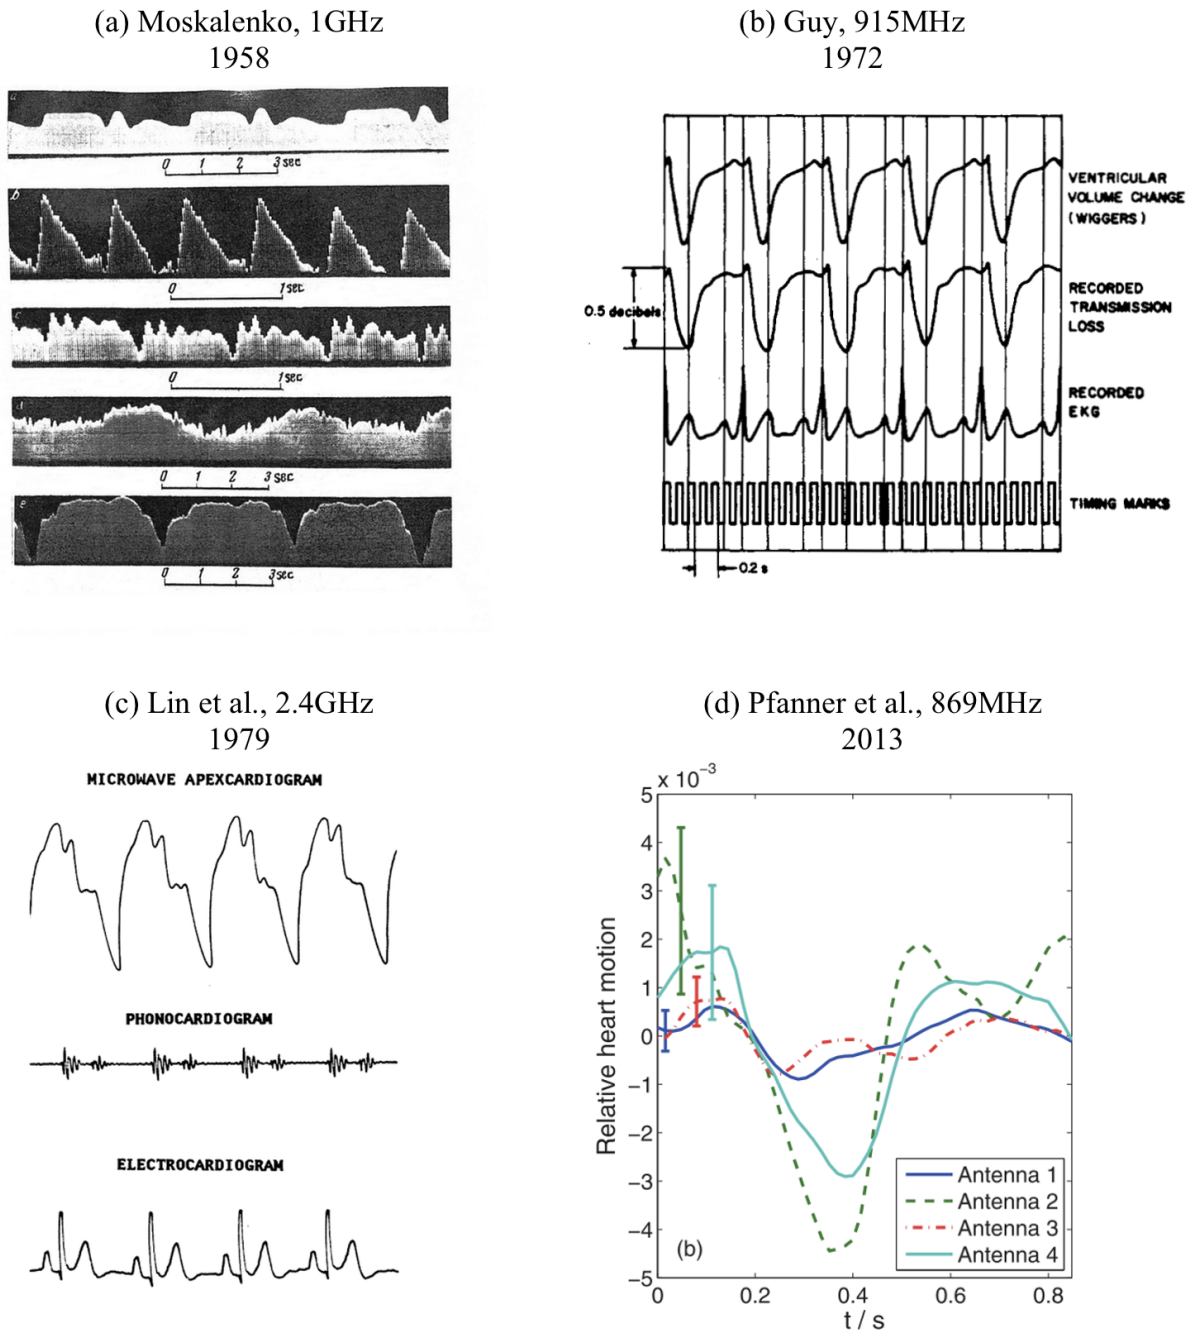 (a) Moskalenko, 1GHz
1958
a
0 1 2 3 sec
b
0 1sec
c
0 1sec
d
0 1 2 3 sec
e
0 1 2 3 sec
(b) Guy, 915MHz
1972
VENTRICULAR
VOLUME CHANGE
(WIGGERS)
0.5 decibels
RECORDED
TRANSMISSION
LOSS
RECORDED
EKG
TIMING MARKS
0.2 s
(c) Lin et al., 2.4GHz
1979
MICROWAVE APEXCARDIOGRAM
PHONOCARDIOGRAM
ELECTROCARDIOGRAM
(d) Pfanner et al., 869MHz
2013
x 10⁻³
5
4
3
2
1
0
−1
−2
−3
−4
−5
Relative heart motion
Antenna 1
Antenna 2
Antenna 3
Antenna 4
(b)
0 0.2 0.4 0.6 0.8
t / s